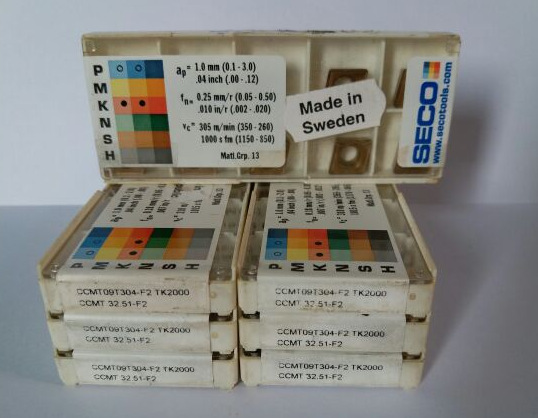 P
M
K
N
S
H
ap= 1.0 mm (0.1 - 3.0)
.04 inch (.00 - .12)
fn= 0.25 mm/r (0.05 - 0.50)
.010 in/r (.002 - .020)
vc= 305 m/min (350 - 260)
1000 s fm (1150 - 850)
Matl.Grp. 13
Made in
Sweden
SECO
www.secotools.com
P M K N S H
P M K N S H
CCMT09T304-F2 TK2000
CCMT 32.51-F2
CCMT09T304-F2 TK2000
CCMT 32.51-F2
CCMT09T304-F2 TK2000
CCMT 32.51-F2
CCMT09T304-F2 TK2000
CCMT 32.51-F2
CCMT09T304-F2 TK2000
CCMT 32.51-F2
CCMT09T304-F2 TK2000
CCMT 32.51-F2